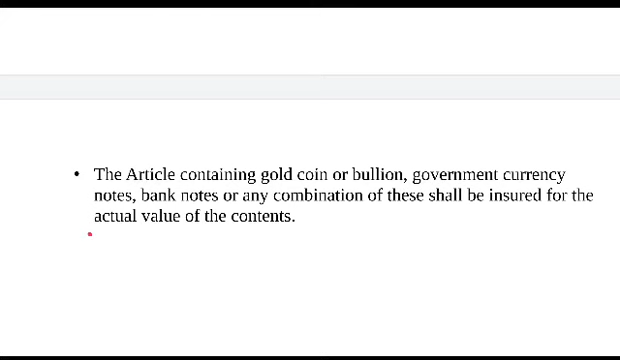 • The Article containing gold coin or bullion, government currency
notes, bank notes or any combination of these shall be insured for the
actual value of the contents.